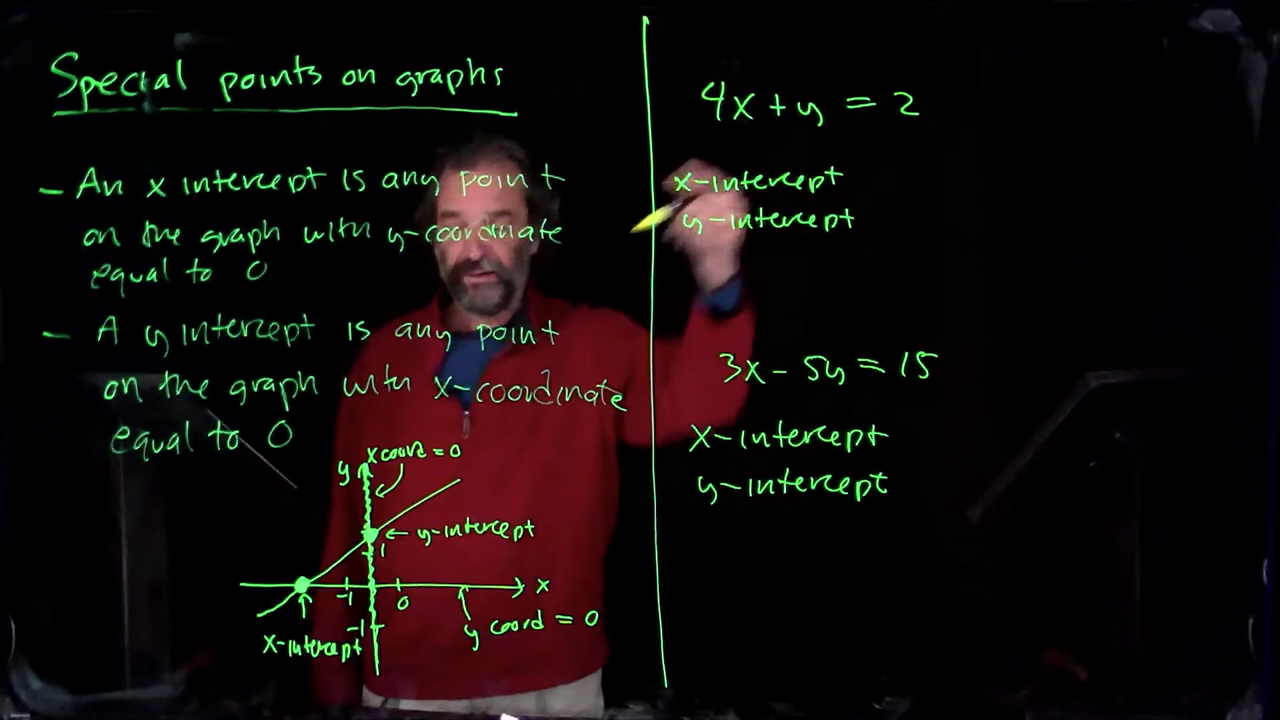 Special points on graphs
- An x intercept is any point
on the graph with y-coordinate
equal to 0
- A y intercept is any point
on the graph with x-coordinate
equal to 0
x coord = 0
y
← y-intercept
1
-1
0
x
-1
x-intercept
y coord = 0
4x + y = 2
x-intercept
y-intercept
3x - 5y = 15
x-intercept
y-intercept